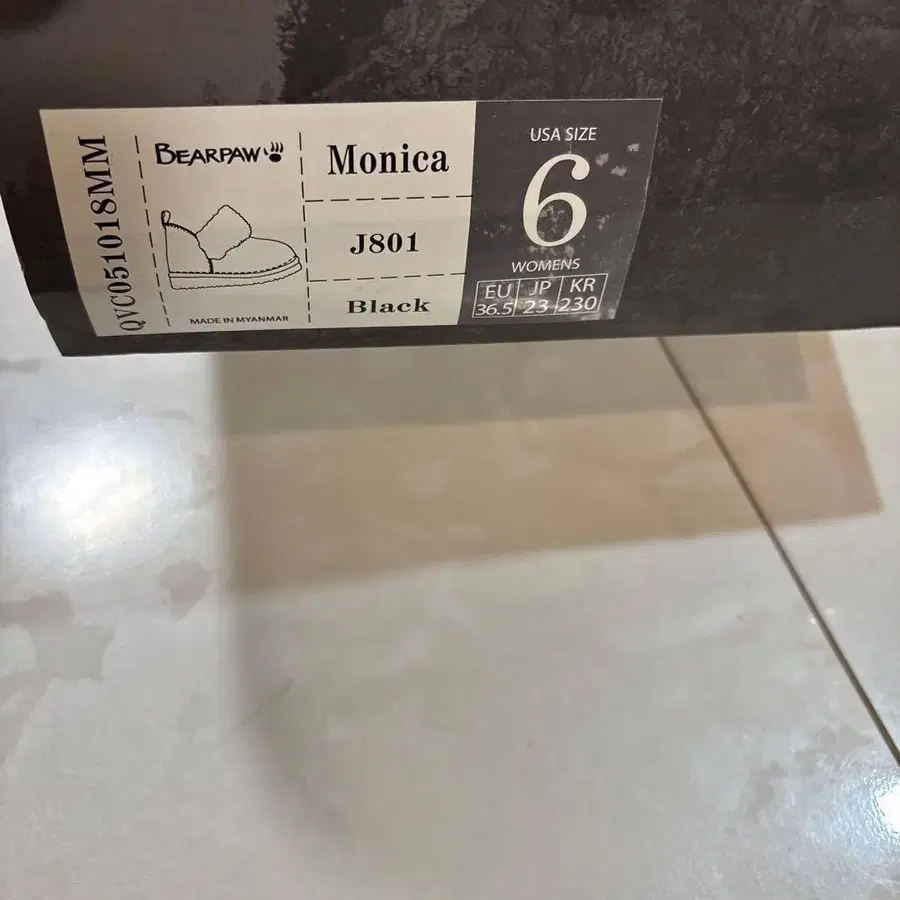 QVC051018MM
BEARPAW
MADE IN MYANMAR
Monica
J801
Black
USA SIZE
6
WOMENS
EU JP KR
36.5 23 230